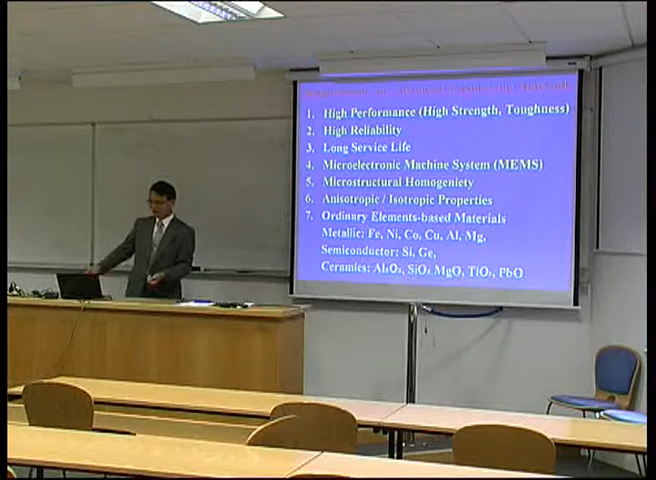 1. High Performance (High Strength, Toughness)
2. High Reliability
3. Long Service Life
4. Microelectronic Machine System (MEMS)
5. Microstructural Homogeniety
6. Anisotropic / Isotropic Properties
7. Ordinary Elements-based Materials
Metallic: Fe, Ni, Co, Cu, Al, Mg,
Semiconductor: Si, Ge,
Ceramics: Al₂O₃, SiO₂ MgO, TiO₂, PbO